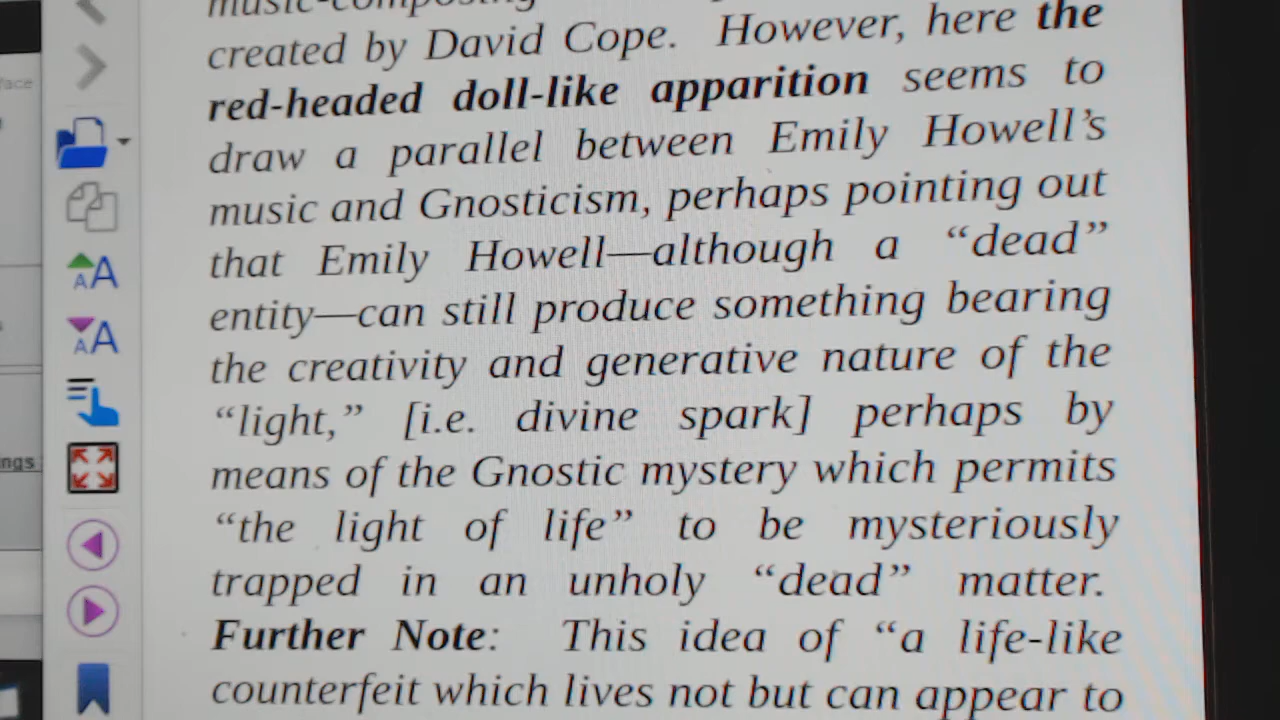 music-composing
created by David Cope. However, here the
red-headed doll-like apparition seems to
draw a parallel between Emily Howell's
music and Gnosticism, perhaps pointing out
that Emily Howell—although a “dead”
entity—can still produce something bearing
the creativity and generative nature of the
“light,” [i.e. divine spark] perhaps by
means of the Gnostic mystery which permits
“the light of life” to be mysteriously
trapped in an unholy “dead” matter.
Further Note: This idea of “a life-like
counterfeit which lives not but can appear to
face
A
A
A
A
ngs